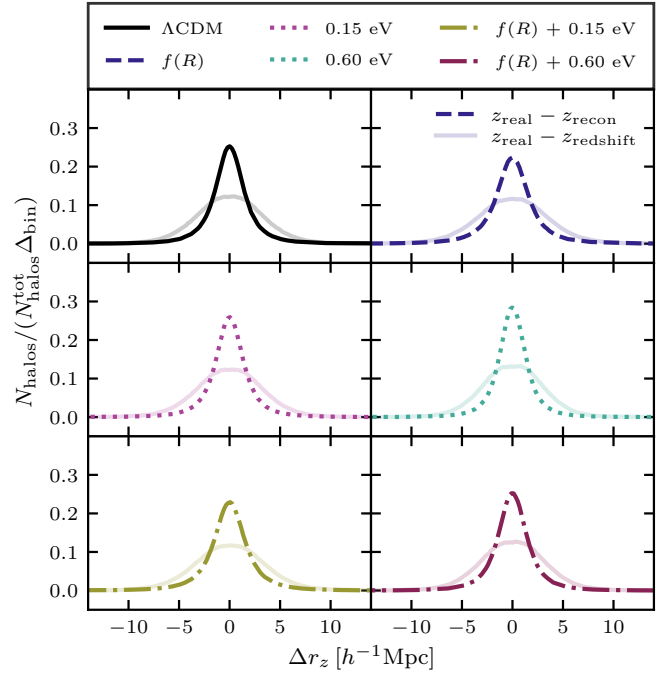 ΛCDM 0.15 eV f(R) + 0.15 eV
f(R) 0.60 eV f(R) + 0.60 eV
z_real − z_recon
z_real − z_redshift
0.3
0.2
0.1
0.0
0.3
0.2
0.1
0.0
0.3
0.2
0.1
0.0
N_halos/(N_halos^tot Δ_bin)
−10 −5 0 5 10 −10 −5 0 5 10
Δr_z [h⁻¹Mpc]